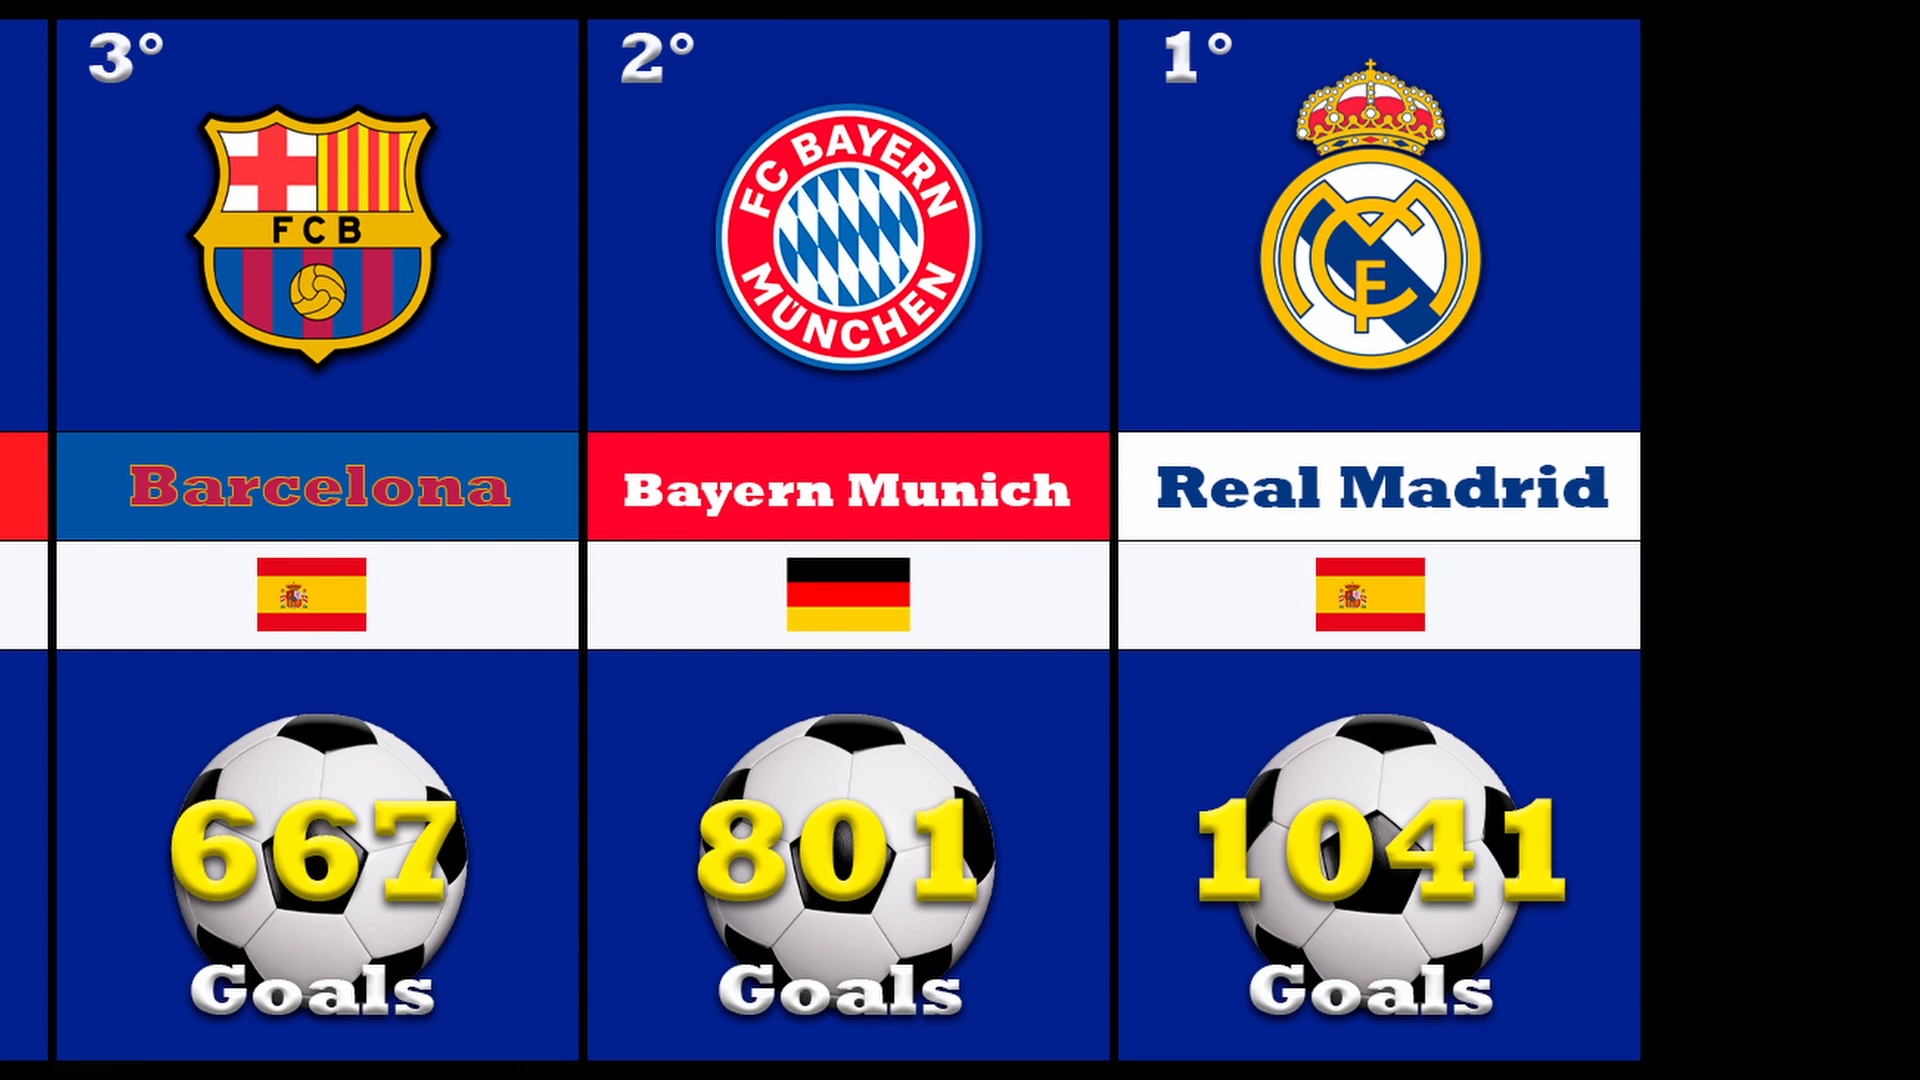 3°
FCB
Barcelona
667
Goals
2°
FC BAYERN
MÜNCHEN
Bayern Munich
801
Goals
1°
Real Madrid
1041
Goals